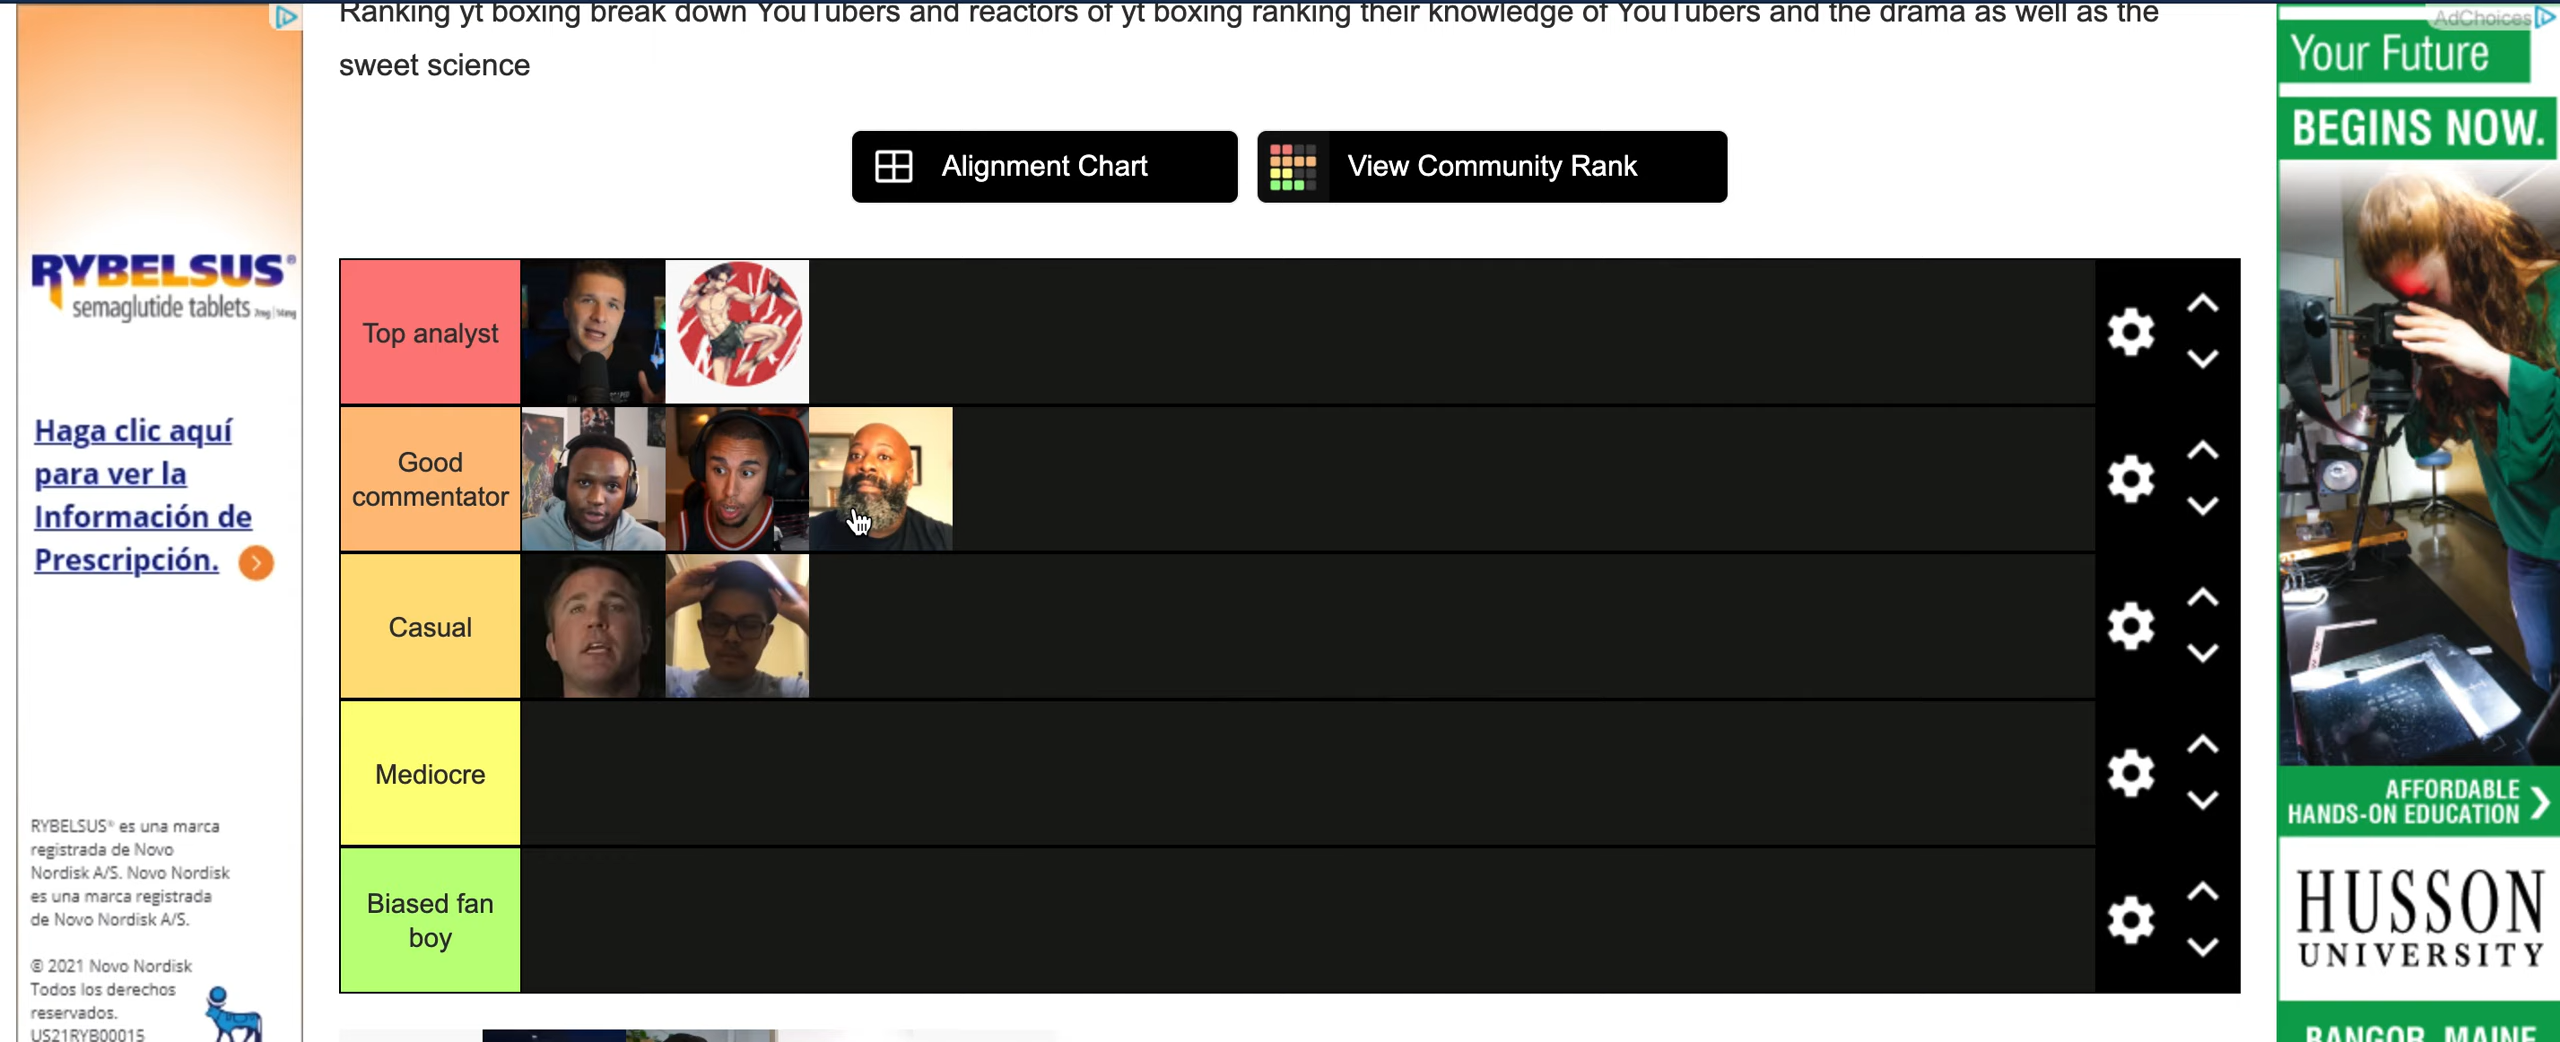 Ranking yt boxing break down YouTubers and reactors of yt boxing ranking their knowledge of YouTubers and the drama as well as the
sweet science
Alignment Chart
View Community Rank
Top analyst
Good
commentator
Casual
Mediocre
Biased fan
boy
RYBELSUS®
semaglutide tablets
Haga clic aquí
para ver la
Información de
Prescripción.
RYBELSUS® es una marca
registrada de Novo
Nordisk A/S. Novo Nordisk
es una marca registrada
de Novo Nordisk A/S.
© 2021 Novo Nordisk
Todos los derechos
reservados.
US21RYB00015
AdChoices
Your Future
BEGINS NOW.
AFFORDABLE
HANDS-ON EDUCATION
HUSSON
UNIVERSITY
BANGOR, MAINE